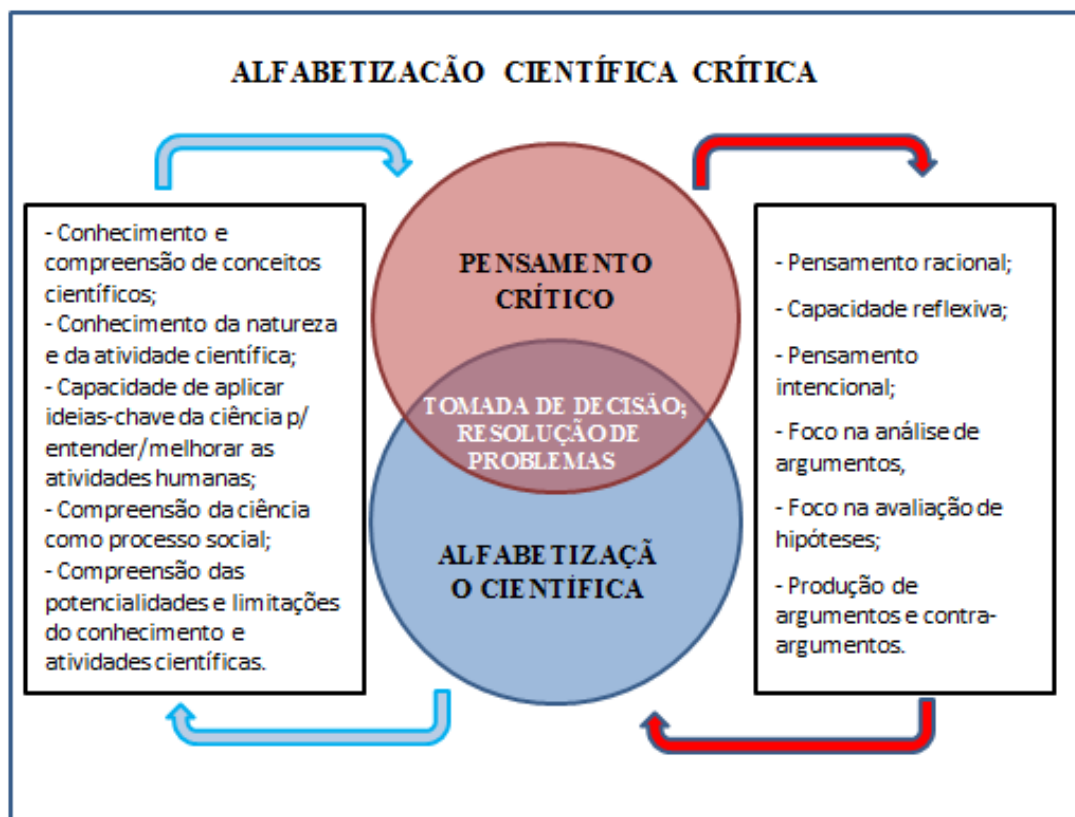 ALFABETIZACÃO CIENTÍFICA CRÍTICA
- Conhecimento e
compreensão de conceitos
científicos;
- Conhecimento da natureza
e da atividade científica;
- Capacidade de aplicar
ideias-chave da ciência p/
entender/melhorar as
atividades humanas;
- Compreensão da ciência
como processo social;
- Compreensão das
potencialidades e limitações
do conhecimento e
atividades científicas.
PENSAMENTO
CRÍTICO
TOMADA DE DECISÃO;
RESOLUÇÃO DE
PROBLEMAS
ALFABETIZAÇÃ
O CIENTÍFICA
- Pensamento racional;
- Capacidade reflexiva;
- Pensamento
intencional;
- Foco na análise de
argumentos,
- Foco na avaliação de
hipóteses;
- Produção de
argumentos e contra-
argumentos.